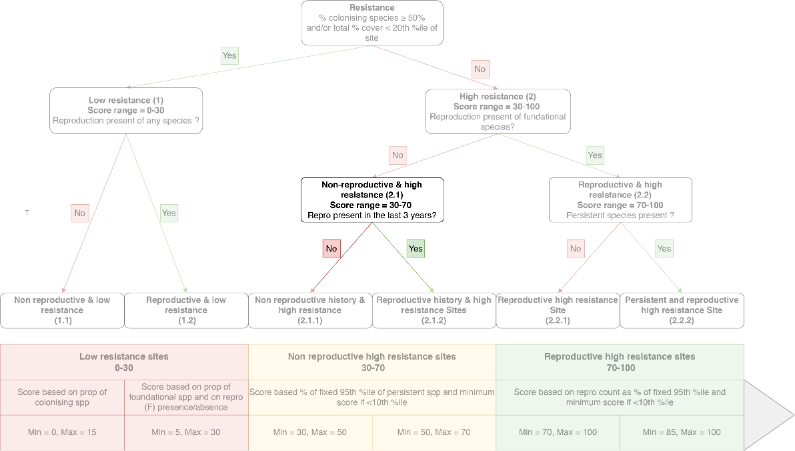 Resistance
% colonising species ≥ 50%
and/or total % cover < 20th %ile of
site
Yes
No
Low resistance (1)
Score range = 0-30
Reproduction present of any species ?
High resistance (2)
Score range = 30-100
Reproduction present of fundational
species?
No
Yes
Non-reproductive & high
resistance (2.1)
Score range = 30-70
Repro present in the last 3 years?
Reproductive & high
resistance (2.2)
Score range = 70-100
Persistent species present ?
T
No
Yes
No
Yes
No
Yes
Non reproductive & low
resistance
(1.1)
Reproductive & low
resistance
(1.2)
Non reproductive history &
high resistance
(2.1.1)
Reproductive history & high
resistance Sites
(2.1.2)
Reproductive high resistance
Site
(2.2.1)
Persistent and reproductive
high resistance Site
(2.2.2)
Low resistance sites
0-30
Non reproductive high resistance sites
30-70
Reproductive high resistance sites
70-100
Score based on prop of
colonising spp
Score based on prop of
foundational spp and on repro
(F) presence/absence
Score based % of fixed 95th %ile of persistent spp and minimum
score if <10th %ile
Score based on repro count as % of fixed 95th %ile and
minimum score if <10th %ile
Min = 0, Max = 15
Min = 5, Max = 30
Min = 30, Max = 50
Min = 50, Max = 70
Min = 70, Max = 100
Min = 85, Max = 100